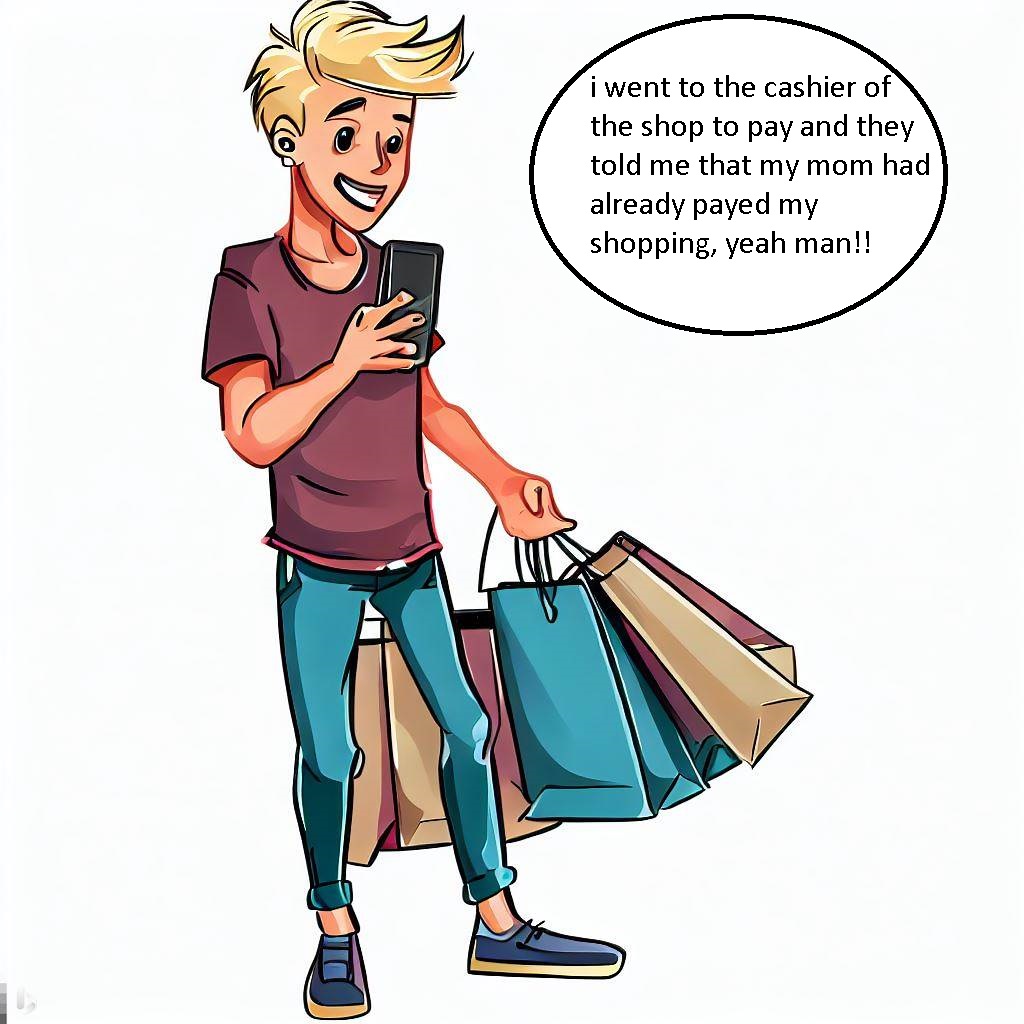 i went to the cashier of
the shop to pay and they
told me that my mom had
already payed my
shopping, yeah man!!